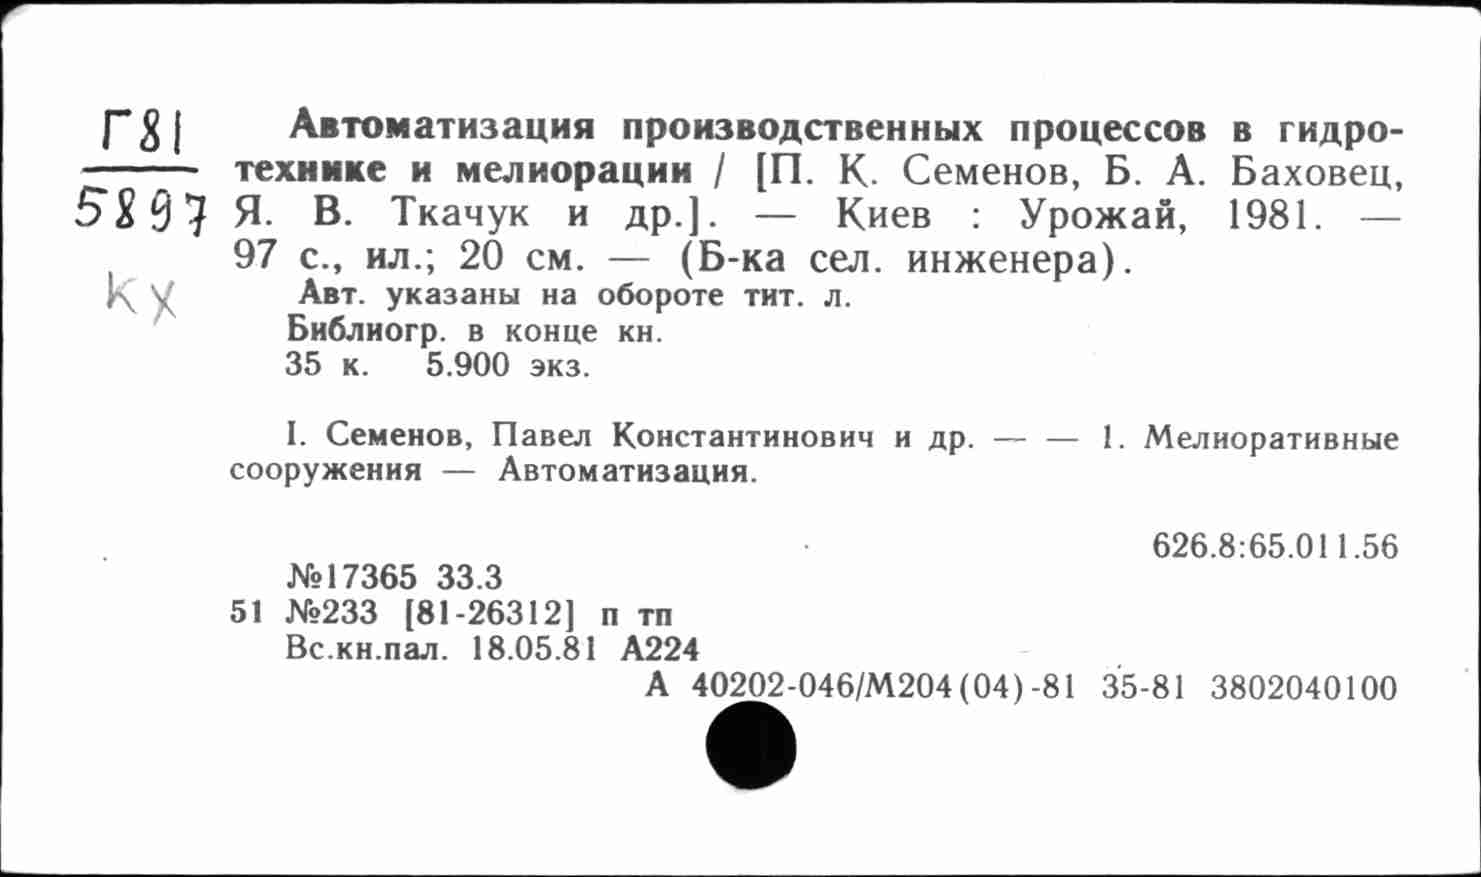 Г81
5897
кх
Автоматизация производственных процессов в гидро-
технике и мелиорации / [П. К. Семенов, Б. А. Баховец,
Я. В. Ткачук и др.]. — Киев : Урожай, 1981. —
97 с., ил.; 20 см. — (Б-ка сел. инженера).
Авт. указаны на обороте тит. л.
Библиогр. в конце кн.
35 к. 5.900 экз.
I. Семенов, Павел Константинович и др. — — 1. Мелиоративные
сооружения — Автоматизация.
626.8:65.011.56
№17365 33.3
51 №233 [81-26312] п тп
Вс.кн.пал. 18.05.81 А224
А 40202-046/М204(04)-81 35-81 3802040100